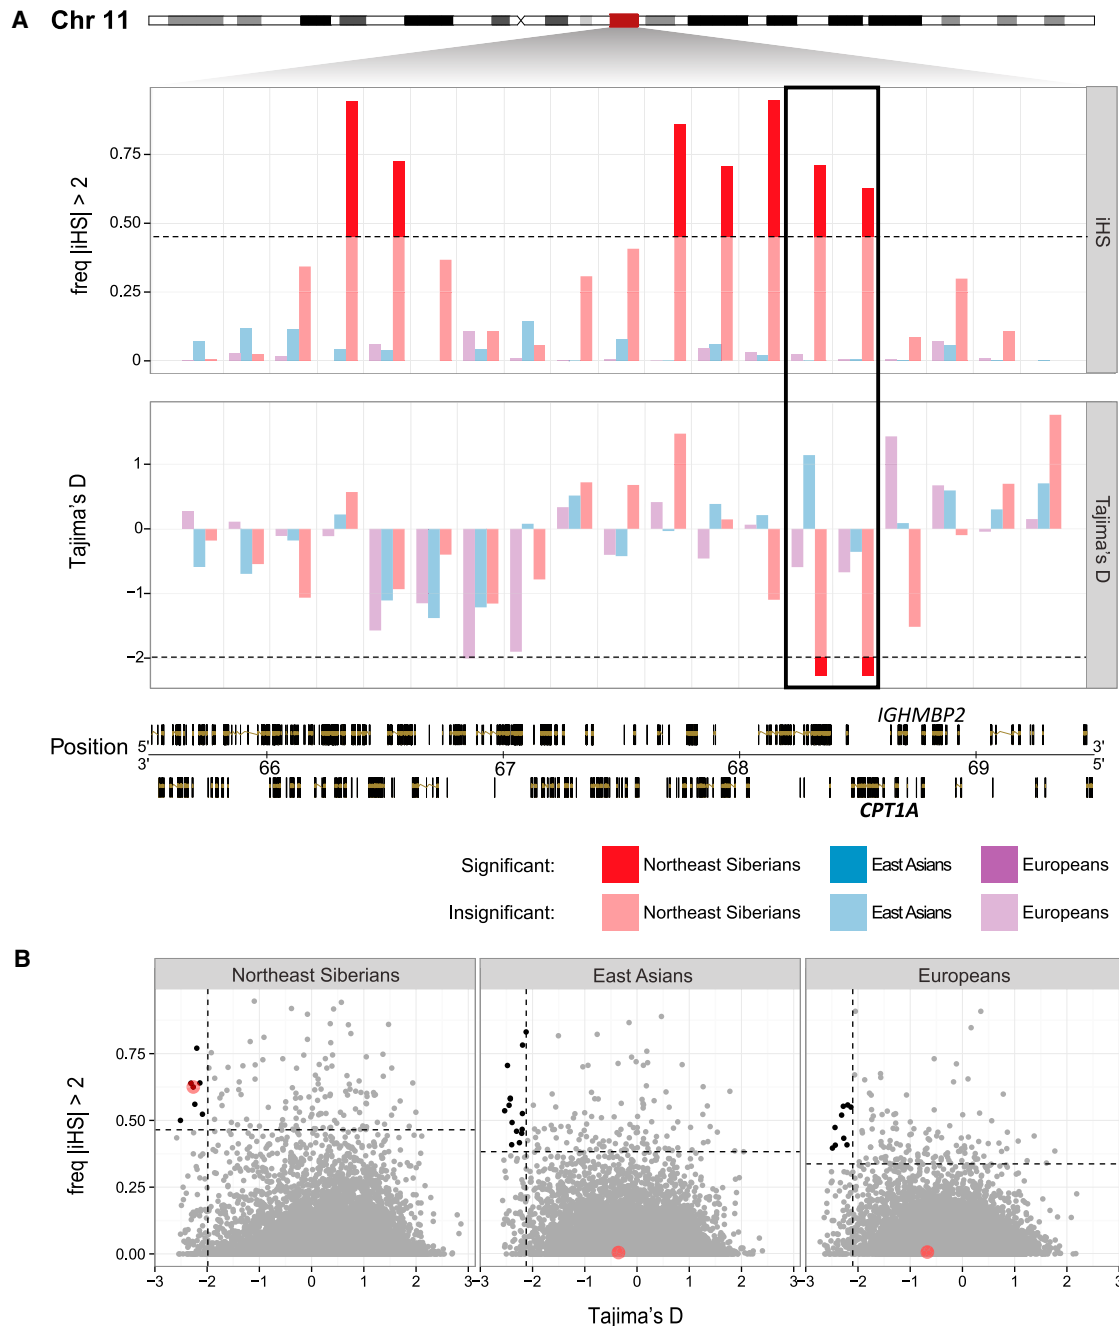 A Chr 11
freq |iHS| > 2
0.75
0.50
0.25
0
iHS
Tajima's D
1
0
−1
−2
Tajima's D
IGHMBP2
Position 5' 3'
3' 66 67 68 69 5'
CPT1A
Significant: Northeast Siberians East Asians Europeans
Insignificant: Northeast Siberians East Asians Europeans
B
Northeast Siberians East Asians Europeans
freq |iHS| > 2
0.75
0.50
0.25
0.00
−3 −2 −1 0 1 2 3 −3 −2 −1 0 1 2 3 −3 −2 −1 0 1 2 3
Tajima's D